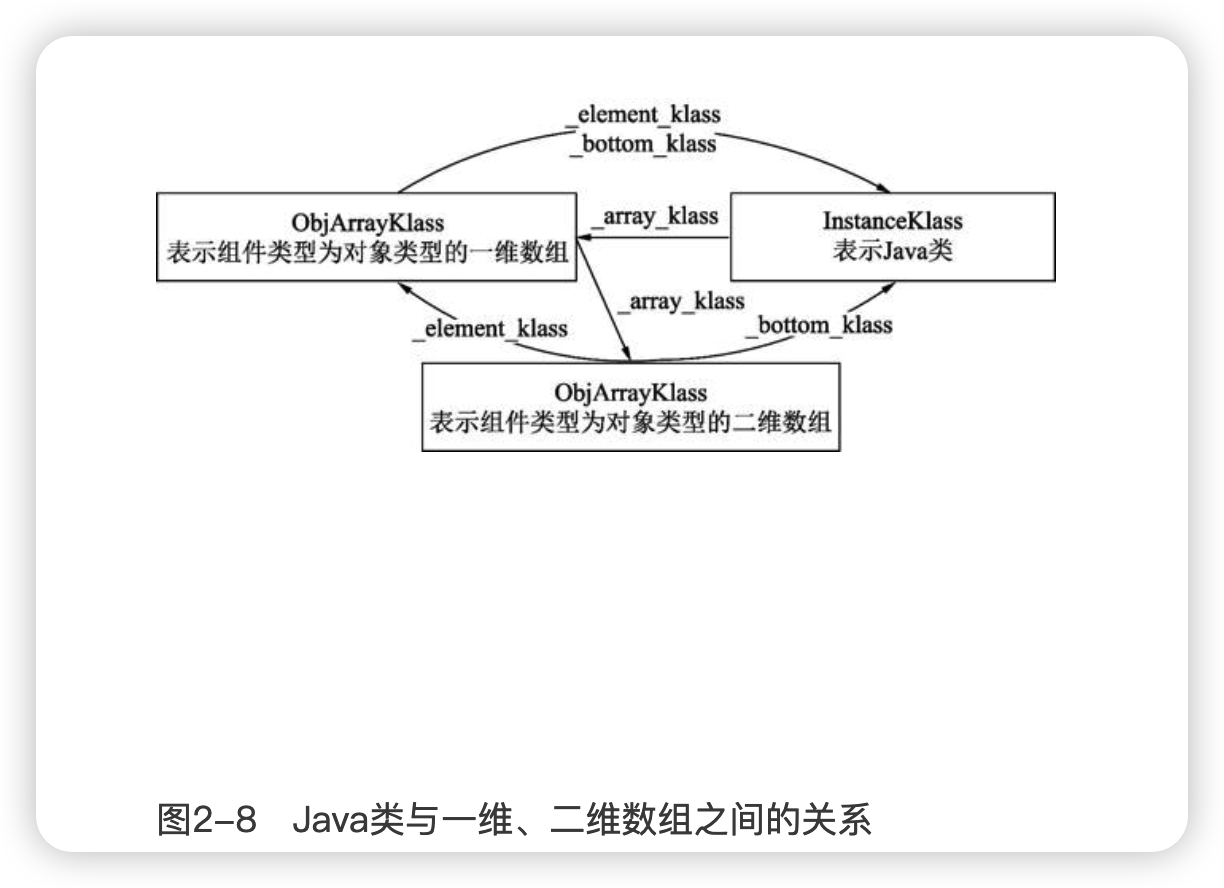 _element_klass
_bottom_klass
ObjArrayKlass
表示组件类型为对象类型的一维数组
_array_klass
InstanceKlass
表示Java类
_array_klass
_element_klass
_bottom_klass
ObjArrayKlass
表示组件类型为对象类型的二维数组
图2–8 Java类与一维、二维数组之间的关系